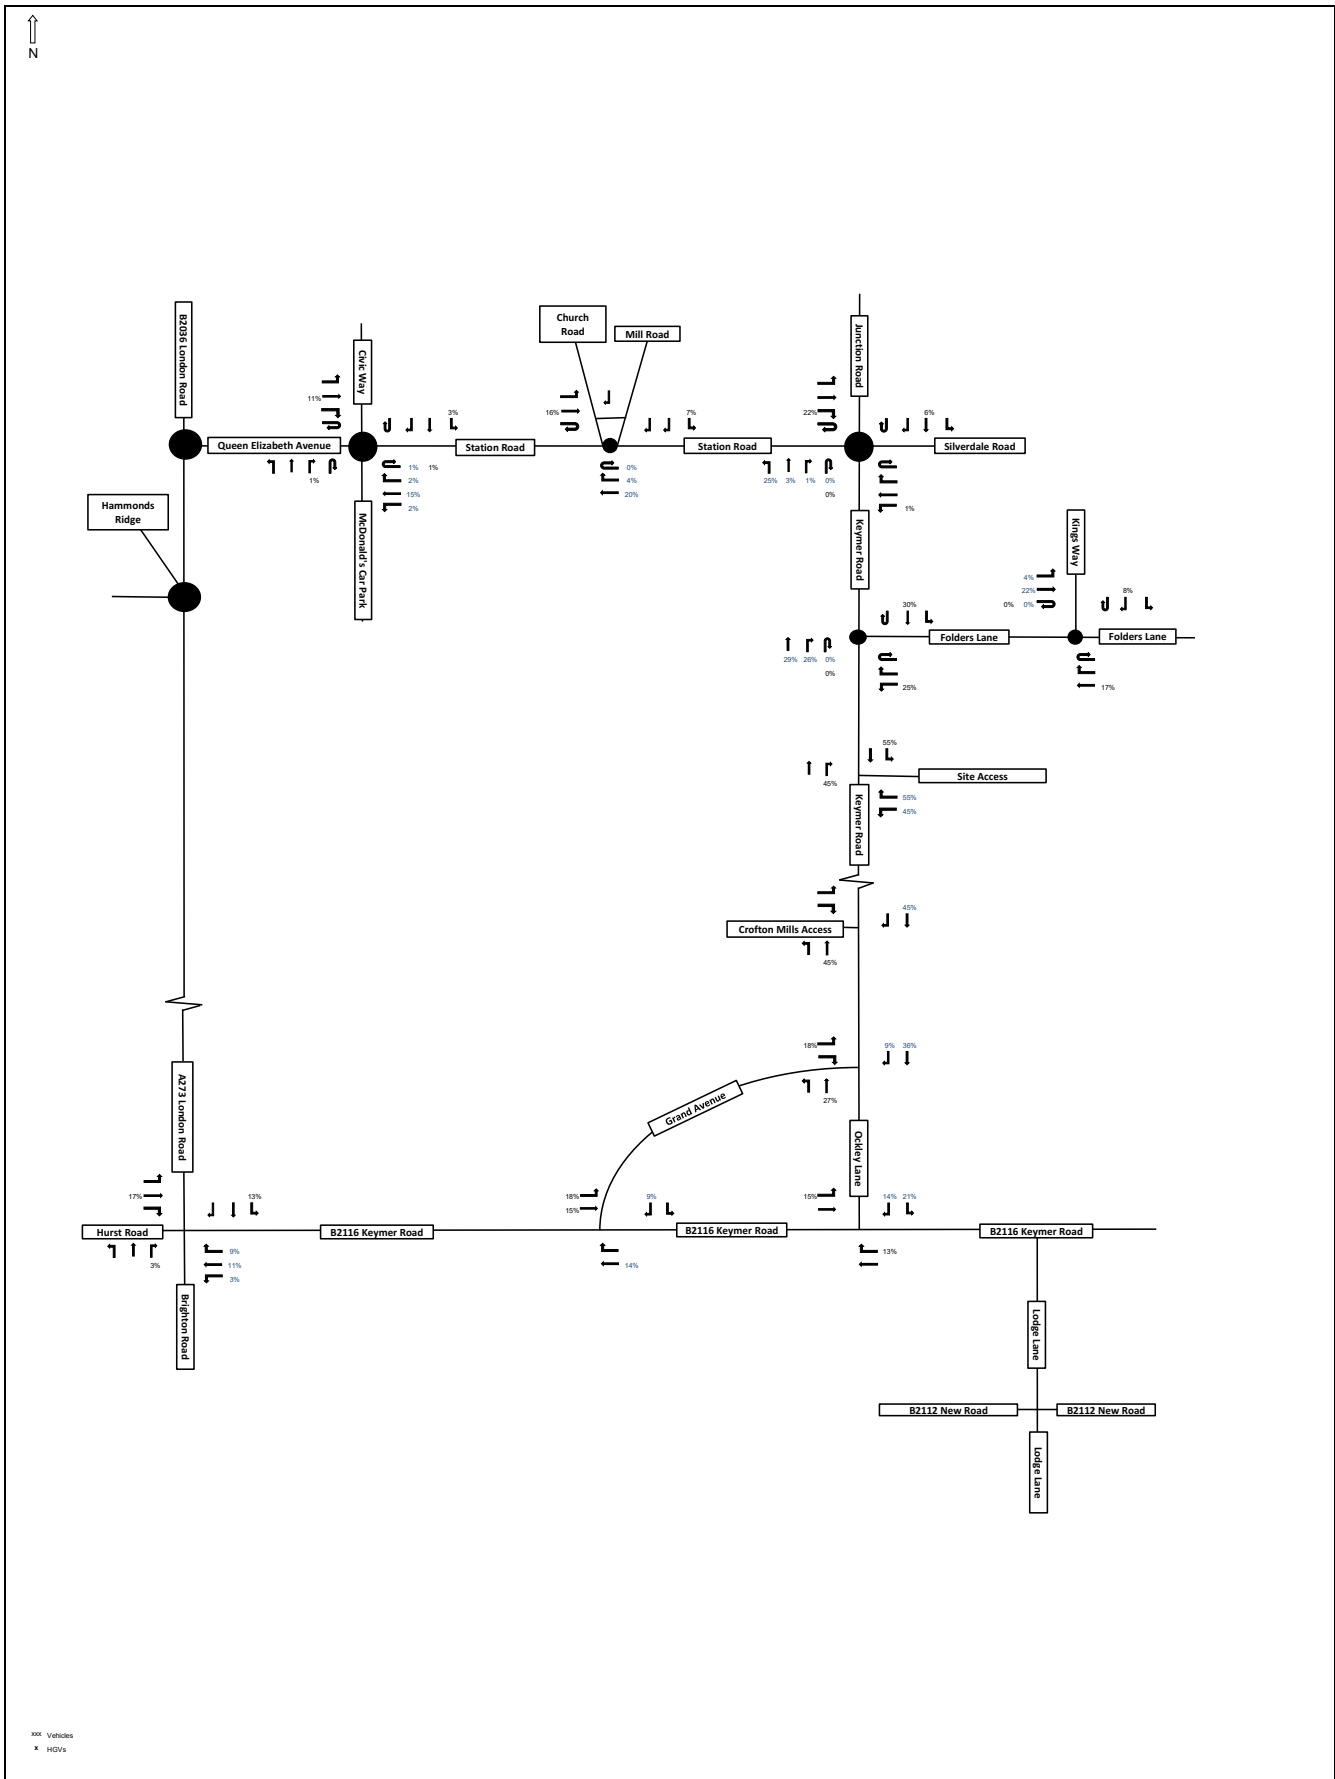 N
Church
Road
Mill Road
B2036 London Road
Civic Way
Junction Road
11%
3%
16%
7%
22%
6%
Queen Elizabeth Avenue
Station Road
Station Road
Silverdale Road
1%
1% 1%
2%
15%
2%
0%
4%
20%
25% 3% 1% 0%
0%
1%
Hammonds
Ridge
McDonald's Car Park
Keymer Road
Kings Way
4%
22%
0% 0%
8%
30%
Folders Lane
Folders Lane
29% 26% 0%
0%
25%
17%
55%
45%
Site Access
55%
45%
Keymer Road
45%
Crofton Mills Access
45%
18%
9% 36%
27%
Grand Avenue
A273 London Road
Ockley Lane
17%
13%
18%
15%
9%
15%
14% 21%
Hurst Road
B2116 Keymer Road
B2116 Keymer Road
B2116 Keymer Road
3%
9%
11%
3%
14%
13%
Brighton Road
Lodge Lane
B2112 New Road
B2112 New Road
Lodge Lane
xxx Vehicles
x HGVs